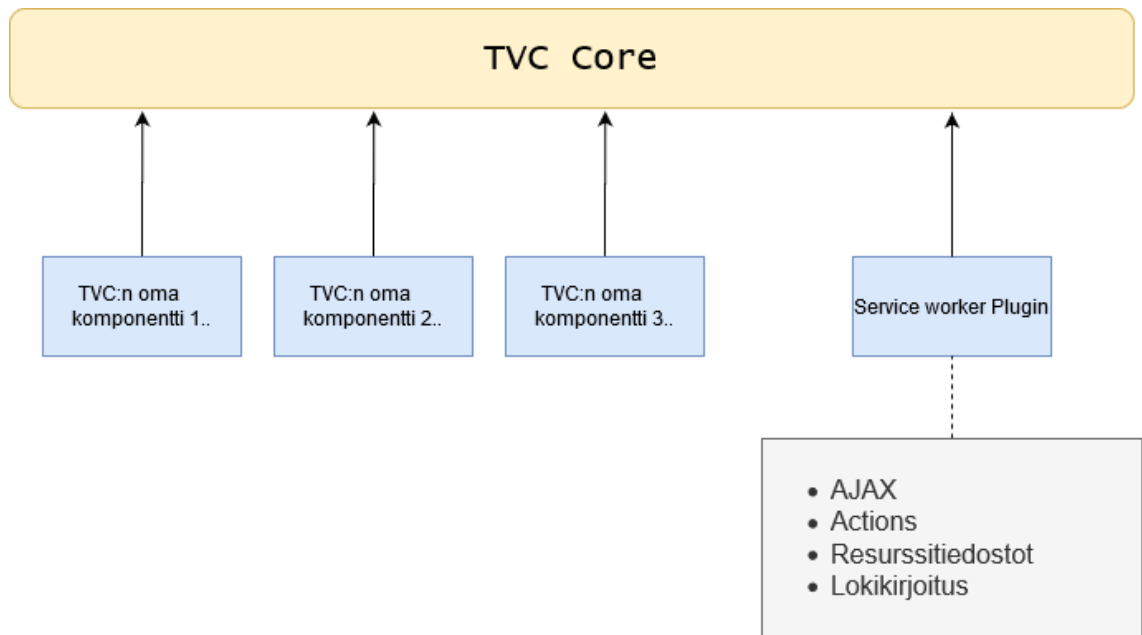 TVC Core
TVC:n oma
komponentti 1..
TVC:n oma
komponentti 2..
TVC:n oma
komponentti 3..
Service worker Plugin
• AJAX
• Actions
• Resurssitiedostot
• Lokikirjoitus